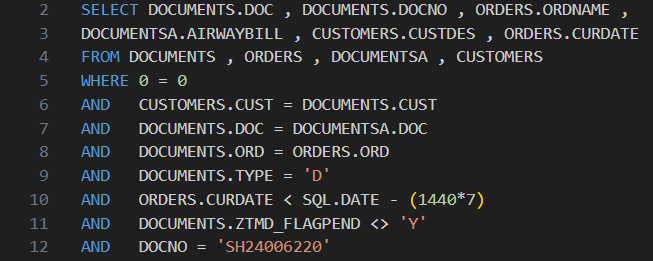 2 SELECT DOCUMENTS.DOC , DOCUMENTS.DOCNO , ORDERS.ORDNAME ,
3 DOCUMENTSA.AIRWAYBILL , CUSTOMERS.CUSTDES , ORDERS.CURDATE
4 FROM DOCUMENTS , ORDERS , DOCUMENTSA , CUSTOMERS
5 WHERE 0 = 0
6 AND CUSTOMERS.CUST = DOCUMENTS.CUST
7 AND DOCUMENTS.DOC = DOCUMENTSA.DOC
8 AND DOCUMENTS.ORD = ORDERS.ORD
9 AND DOCUMENTS.TYPE = 'D'
10 AND ORDERS.CURDATE < SQL.DATE - (1440*7)
11 AND DOCUMENTS.ZTMD_FLAGPEND <> 'Y'
12 AND DOCNO = 'SH24006220'